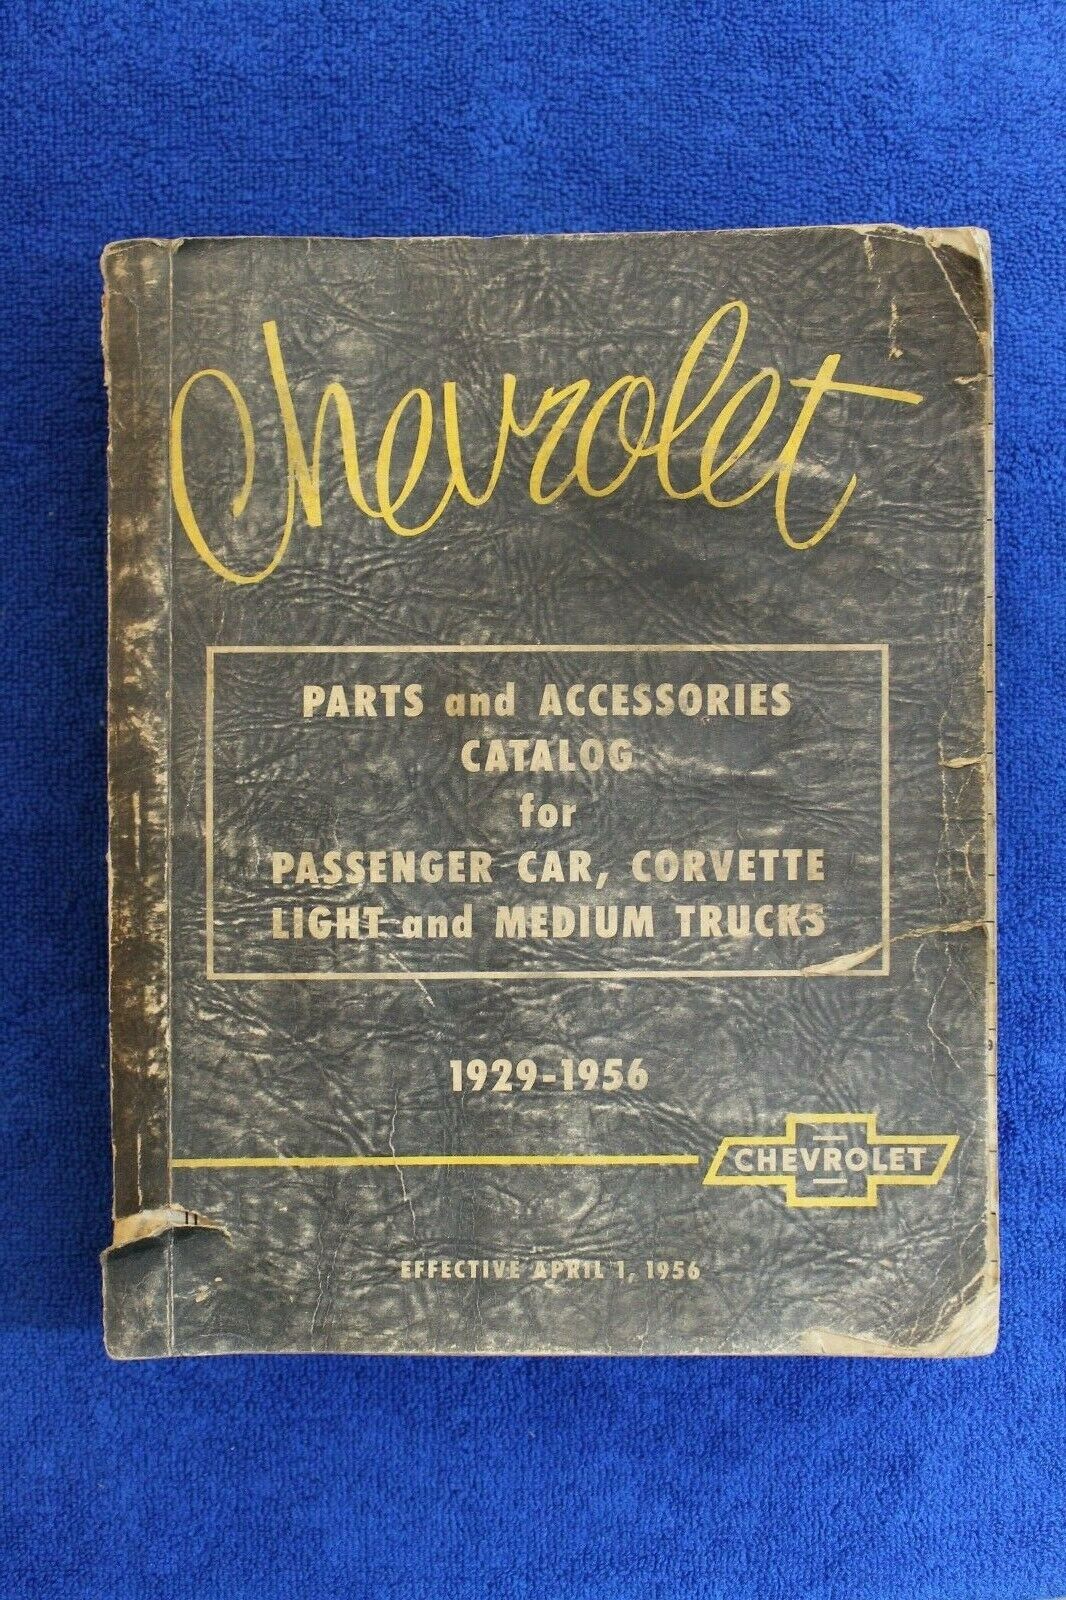 Chevrolet
PARTS and ACCESSORIES
CATALOG
for
PASSENGER CAR, CORVETTE
LIGHT and MEDIUM TRUCKS
1929-1956
CHEVROLET
EFFECTIVE APRIL 1, 1956